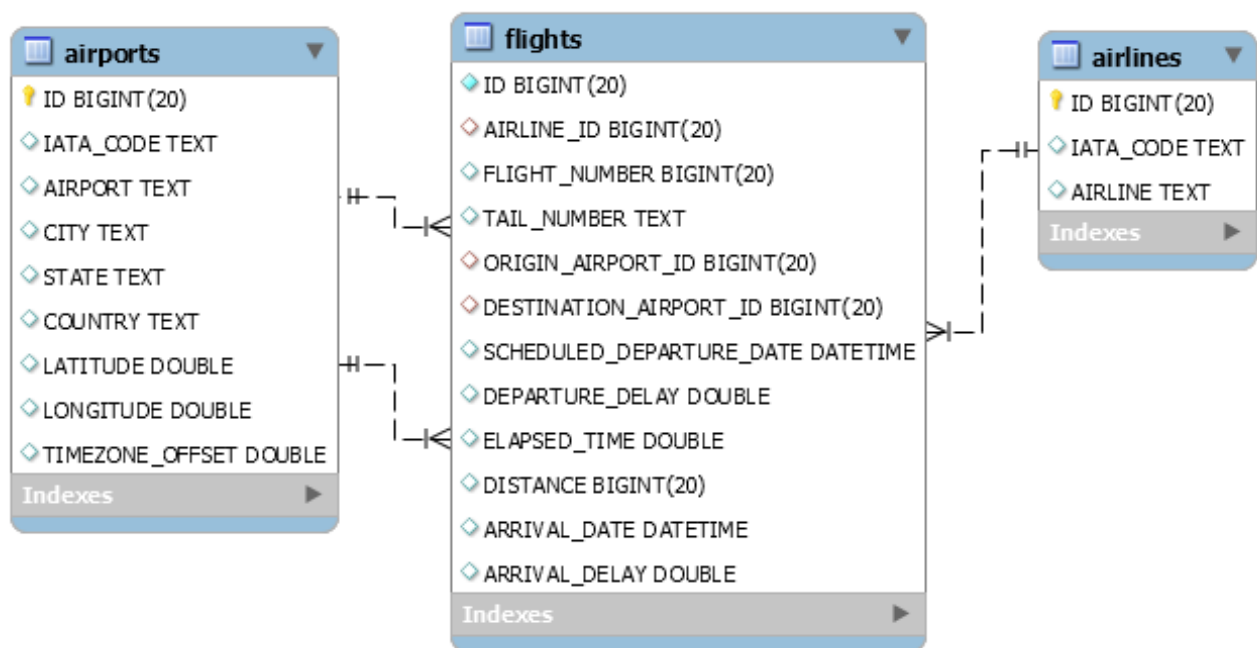 airports
ID BIGINT(20)
IATA_CODE TEXT
AIRPORT TEXT
CITY TEXT
STATE TEXT
COUNTRY TEXT
LATITUDE DOUBLE
LONGITUDE DOUBLE
TIMEZONE_OFFSET DOUBLE
Indexes
flights
ID BIGINT(20)
AIRLINE_ID BIGINT(20)
FLIGHT_NUMBER BIGINT(20)
TAIL_NUMBER TEXT
ORIGIN_AIRPORT_ID BIGINT(20)
DESTINATION_AIRPORT_ID BIGINT(20)
SCHEDULED_DEPARTURE_DATE DATETIME
DEPARTURE_DELAY DOUBLE
ELAPSED_TIME DOUBLE
DISTANCE BIGINT(20)
ARRIVAL_DATE DATETIME
ARRIVAL_DELAY DOUBLE
Indexes
airlines
ID BIGINT(20)
IATA_CODE TEXT
AIRLINE TEXT
Indexes